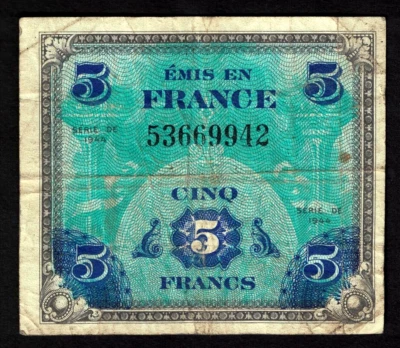 5 ÉMIS EN 5
FRANCE
SÉRIE DE
1944
53669942
CINQ
5
SÉRIE DE
1944
5 FRANCS 5